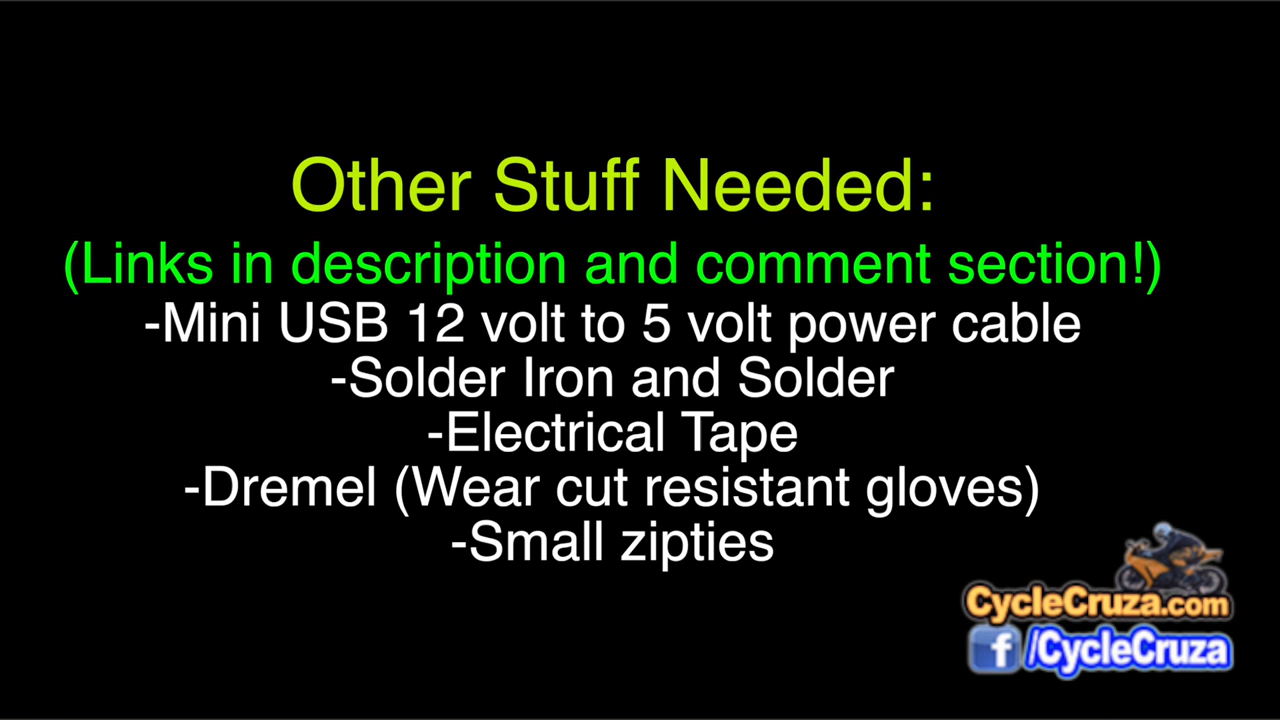 Other Stuff Needed:
(Links in description and comment section!)
-Mini USB 12 volt to 5 volt power cable
-Solder Iron and Solder
-Electrical Tape
-Dremel (Wear cut resistant gloves)
-Small zipties
CycleCruza.com
f/CycleCruza